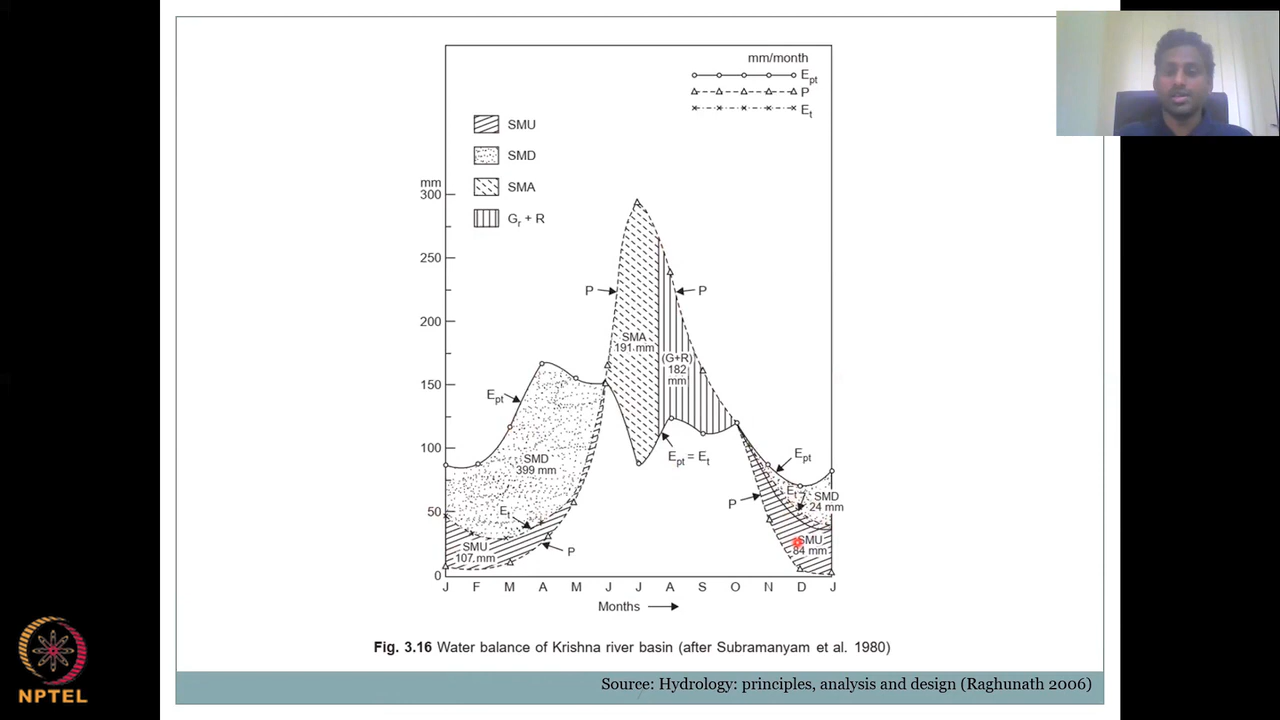 mm/month
Ept
P
Et
SMU
SMD
SMA
Gr + R
mm
300
250
200
150
100
50
0
P
P
SMA
191 mm
(G+R)
182
mm
Ept
SMD
399 mm
Ept = Et
Ept
Et
SMD
24 mm
P
Et
SMU
107 mm
P
SMU
84 mm
J F M A M J J A S O N D J
Months
Fig. 3.16 Water balance of Krishna river basin (after Subramanyam et al. 1980)
Source: Hydrology: principles, analysis and design (Raghunath 2006)
NPTEL